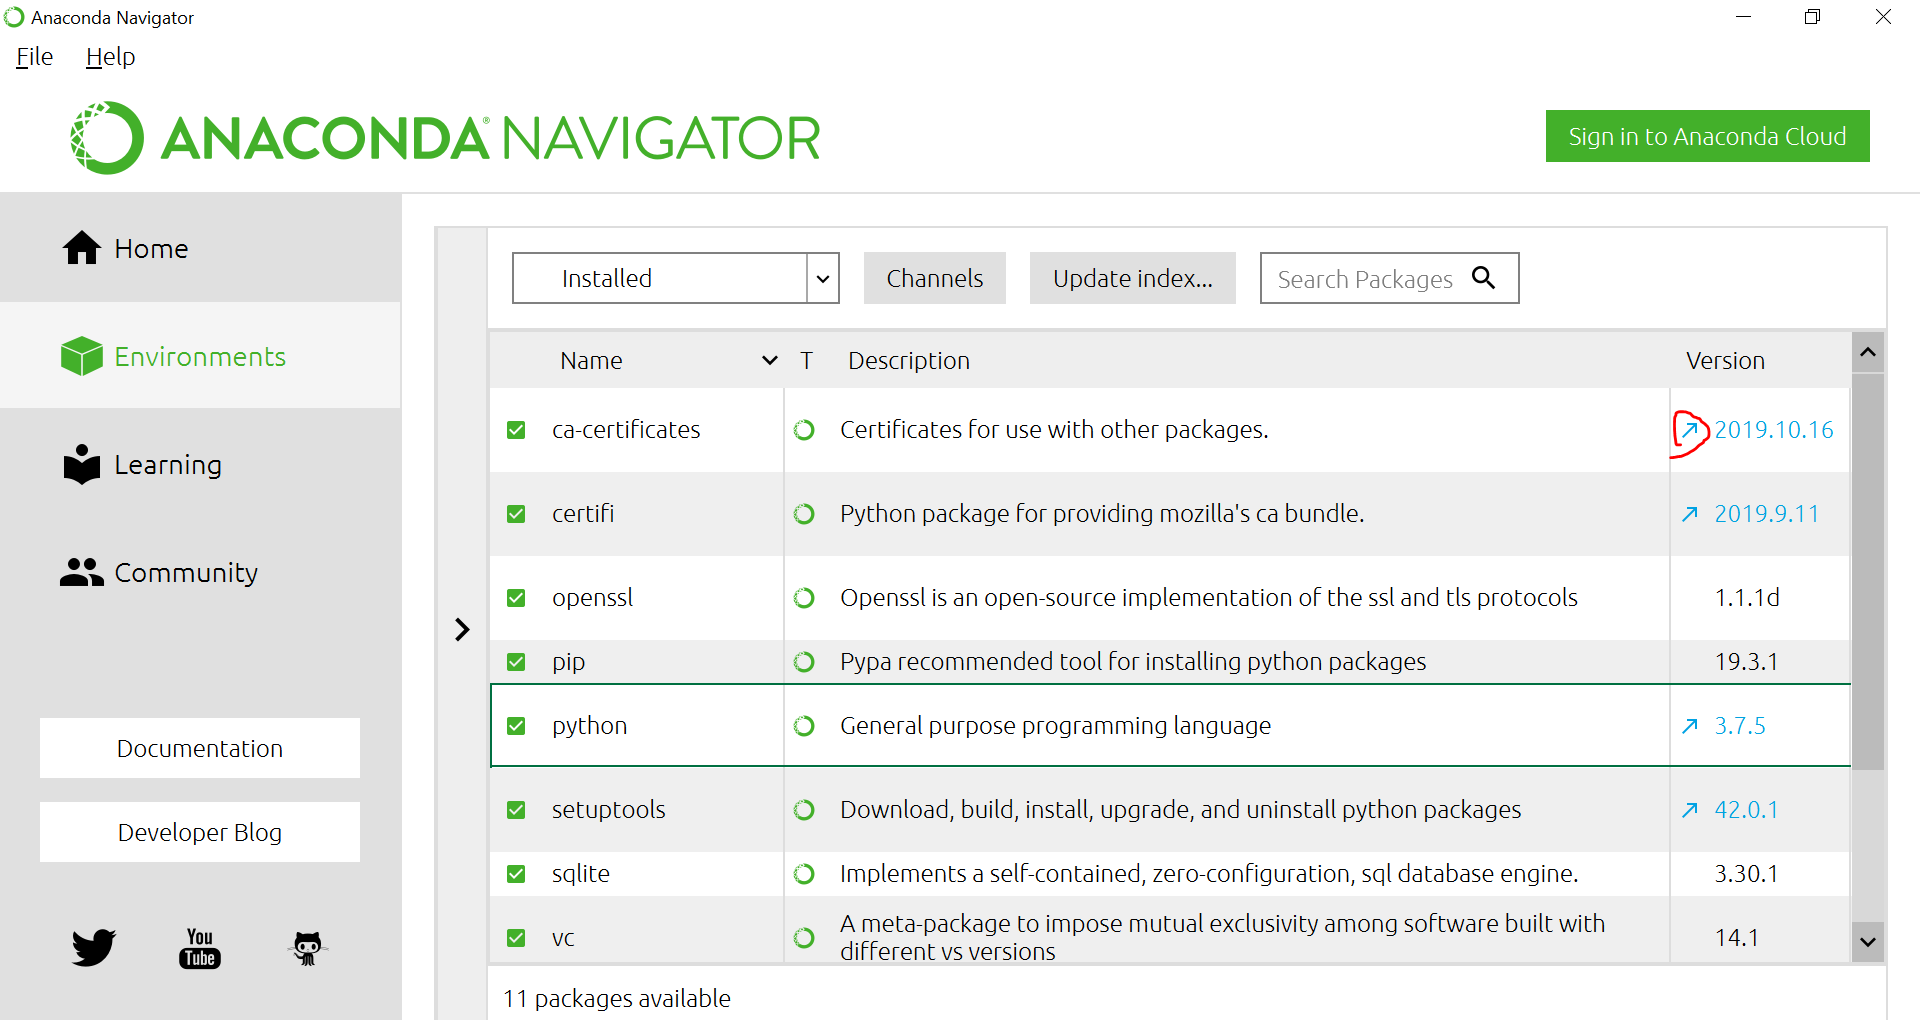 Anaconda Navigator
File Help
ANACONDA® NAVIGATOR
Sign in to Anaconda Cloud
Home
Environments
Learning
Community
Documentation
Developer Blog
You
Tube
Installed Channels Update index... Search Packages
Name T Description Version
ca-certificates Certificates for use with other packages. 2019.10.16
certifi Python package for providing mozilla's ca bundle. 2019.9.11
openssl Openssl is an open-source implementation of the ssl and tls protocols 1.1.1d
pip Pypa recommended tool for installing python packages 19.3.1
python General purpose programming language 3.7.5
setuptools Download, build, install, upgrade, and uninstall python packages 42.0.1
sqlite Implements a self-contained, zero-configuration, sql database engine. 3.30.1
vc A meta-package to impose mutual exclusivity among software built with 14.1
different vs versions
11 packages available